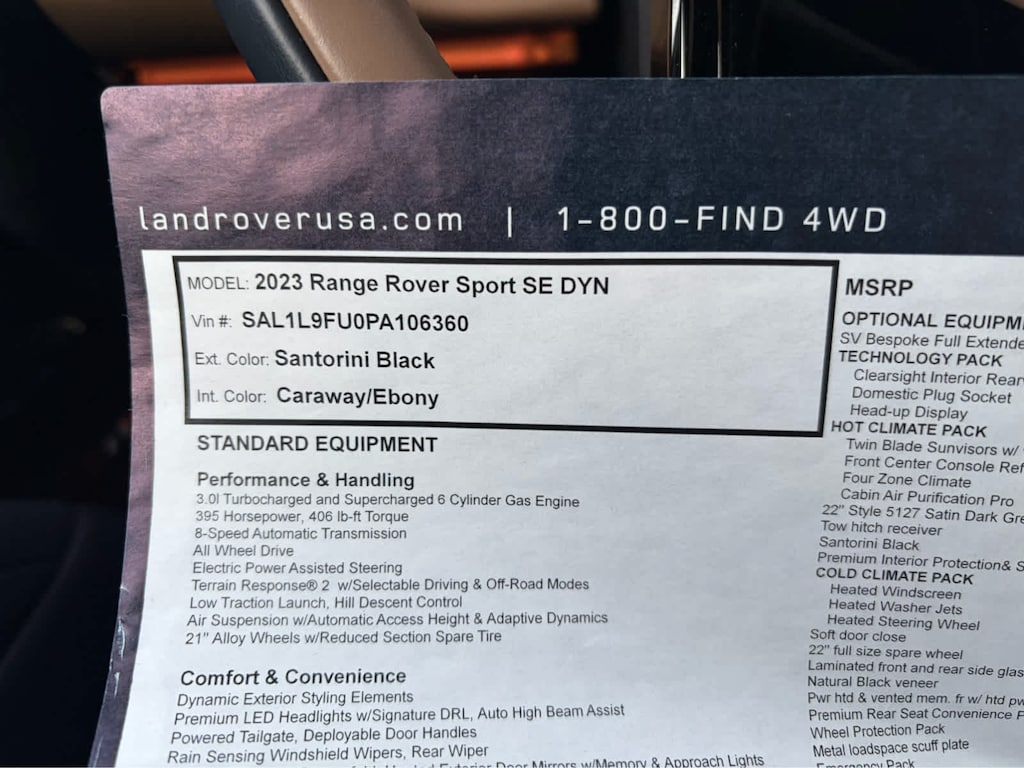 landroverusa.com | 1-800-FIND 4WD
MODEL: 2023 Range Rover Sport SE DYN
Vin #: SAL1L9FU0PA106360
Ext. Color: Santorini Black
Int. Color: Caraway/Ebony
STANDARD EQUIPMENT
Performance & Handling
3.0l Turbocharged and Supercharged 6 Cylinder Gas Engine
395 Horsepower, 406 lb-ft Torque
8-Speed Automatic Transmission
All Wheel Drive
Electric Power Assisted Steering
Terrain Response® 2 w/Selectable Driving & Off-Road Modes
Low Traction Launch, Hill Descent Control
Air Suspension w/Automatic Access Height & Adaptive Dynamics
21" Alloy Wheels w/Reduced Section Spare Tire
Comfort & Convenience
Dynamic Exterior Styling Elements
Premium LED Headlights w/Signature DRL, Auto High Beam Assist
Powered Tailgate, Deployable Door Handles
Rain Sensing Windshield Wipers, Rear Wiper
Exterior Door Mirrors w/Memory & Approach Lights
MSRP
OPTIONAL
SV Bespoke Full
TECHNOLOGY PACK
Clearsight Interior
Domestic Plug Socket
Head-up Display
HOT CLIMATE PACK
Twin Blade Sunvisors w/
Front Center Console
Four Zone Climate
Cabin Air Purification Pro
22" Style 5127 Satin Dark
Tow hitch receiver
Santorini Black
Premium Interior Protection&
COLD CLIMATE PACK
Heated Windscreen
Heated Washer Jets
Heated Steering Wheel
Soft door close
22" full size spare wheel
Laminated front and rear side
Natural Black veneer
Pwr htd & vented mem. fr w/ htd
Premium Rear Seat Convenience
Wheel Protection Pack
Metal loadspace scuff plate
Emergency Pack